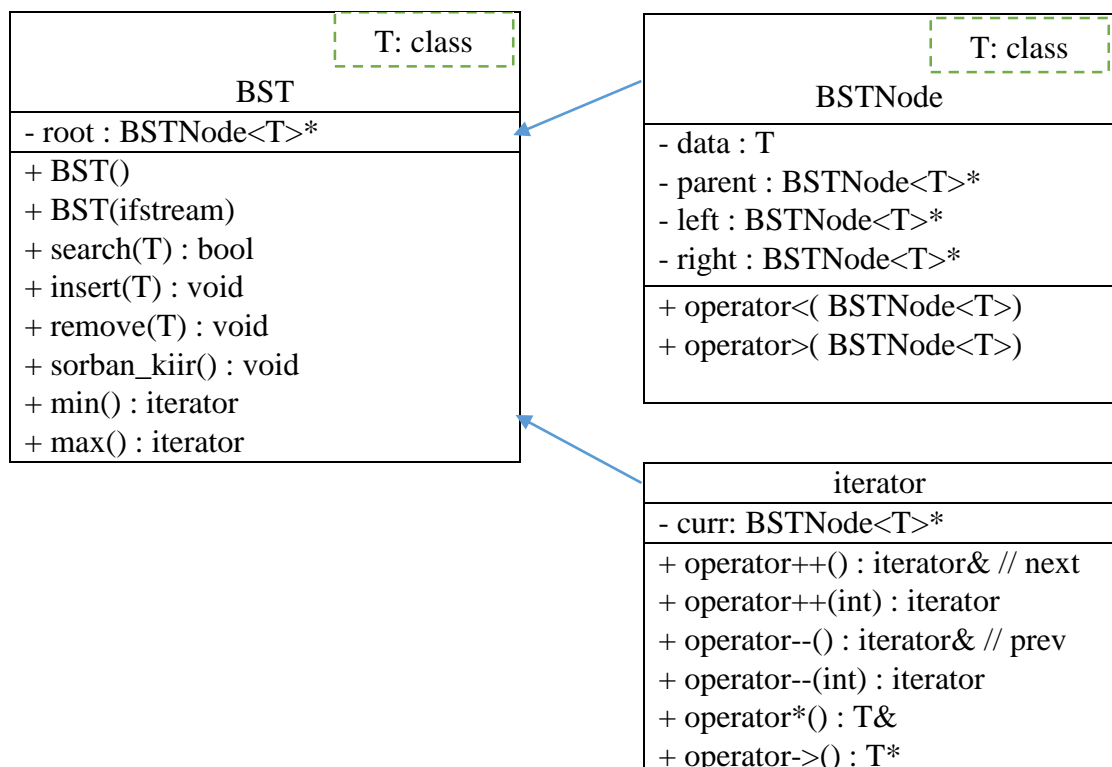 T: class
BST
- root : BSTNode<T>*
+ BST()
+ BST(ifstream)
+ search(T) : bool
+ insert(T) : void
+ remove(T) : void
+ sorban_kiir() : void
+ min() : iterator
+ max() : iterator
T: class
BSTNode
- data : T
- parent : BSTNode<T>*
- left : BSTNode<T>*
- right : BSTNode<T>*
+ operator<( BSTNode<T>)
+ operator>( BSTNode<T>)
iterator
- curr: BSTNode<T>*
+ operator++() : iterator& // next
+ operator++(int) : iterator
+ operator--() : iterator& // prev
+ operator--(int) : iterator
+ operator*() : T&
+ operator->() : T*